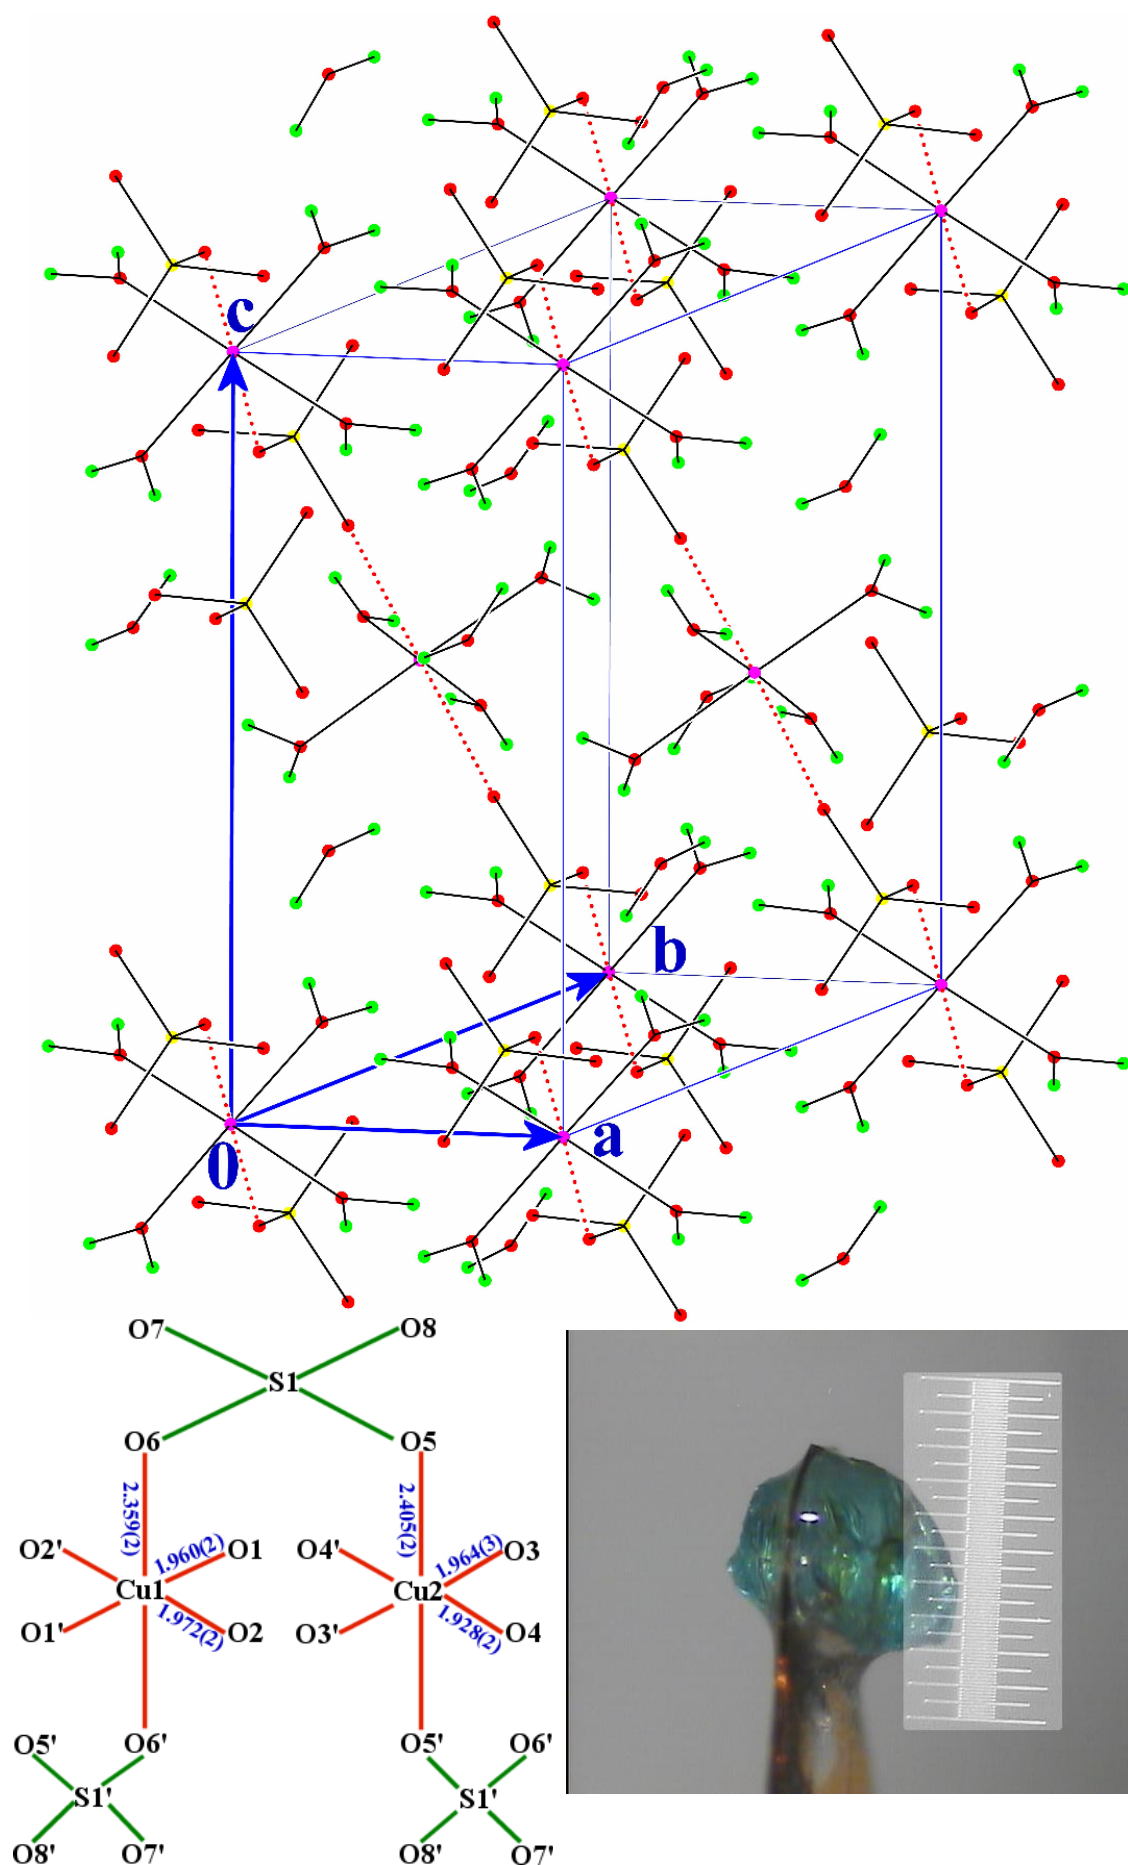 c
b
a
0
O7 O8
S1
O6 O5
2.359(2) 2.405(2)
O2' 1.960(2) O1 O4' 1.964(3) O3
Cu1 Cu2
O1' 1.972(2) O2 O3' 1.928(2) O4
O5' O6' O5' O6'
S1' S1'
O8' O7' O8' O7'